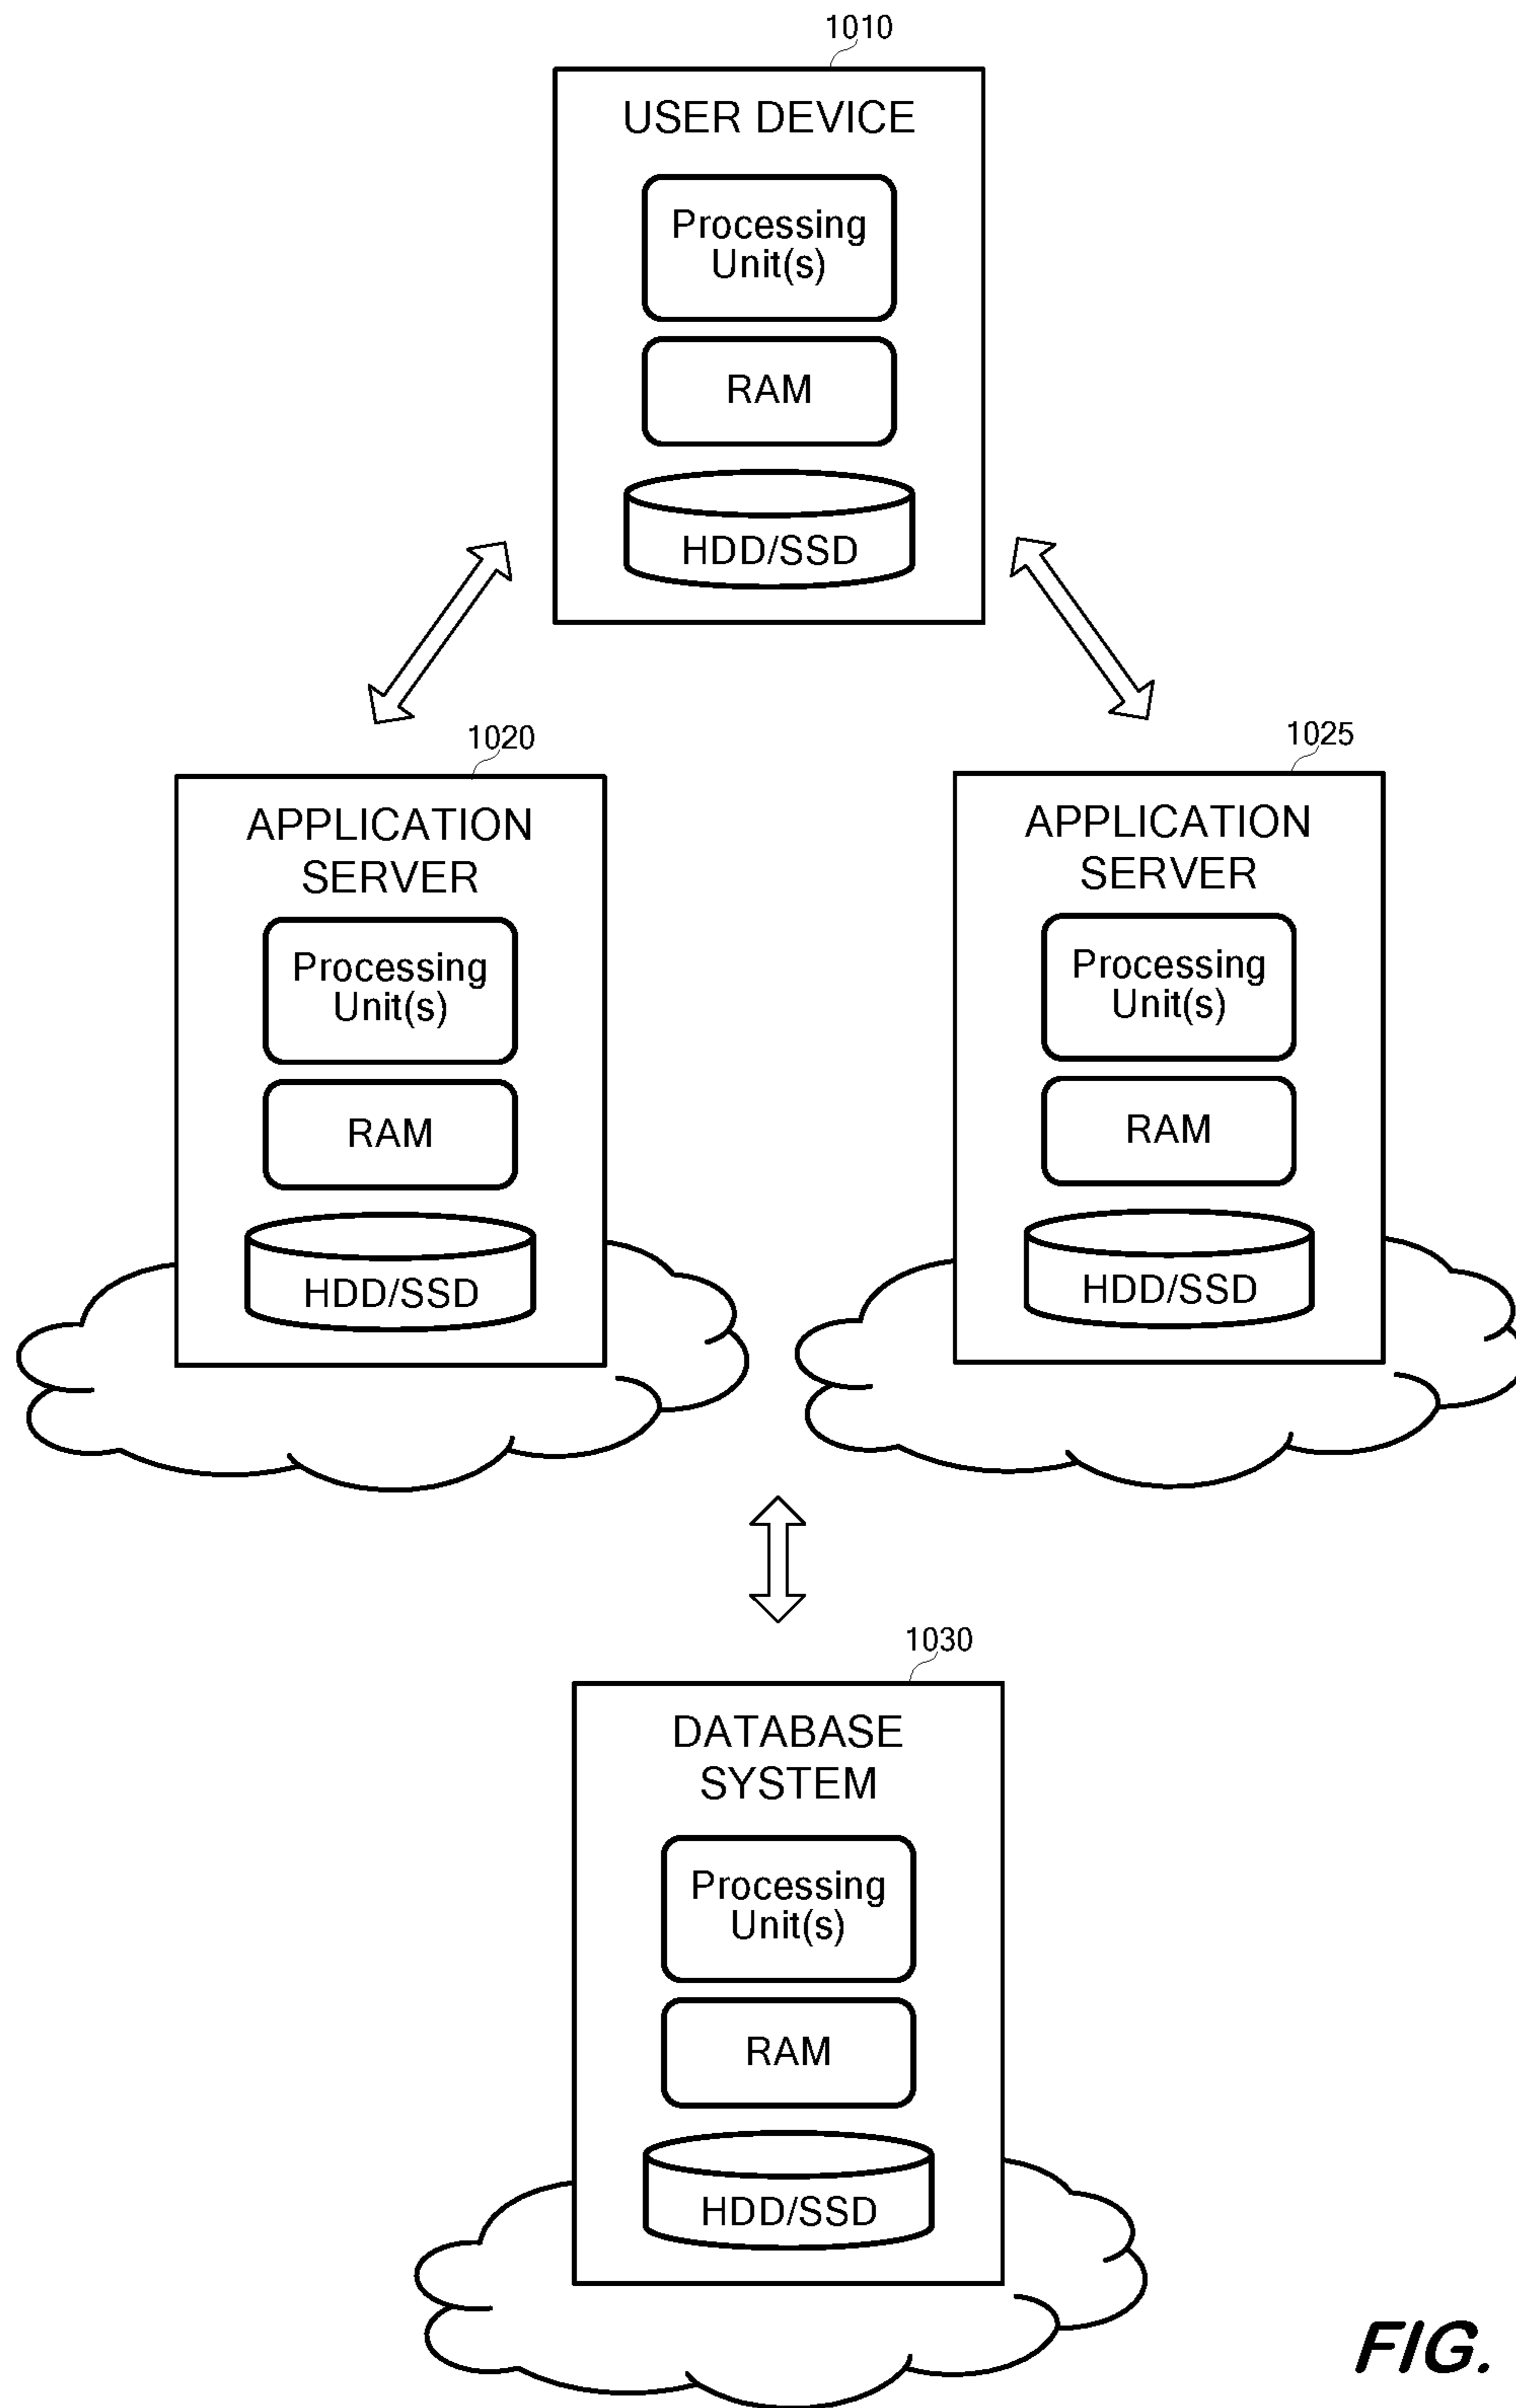 1010
USER DEVICE
Processing
Unit(s)
RAM
HDD/SSD
1020
APPLICATION
SERVER
Processing
Unit(s)
RAM
HDD/SSD
1025
APPLICATION
SERVER
Processing
Unit(s)
RAM
HDD/SSD
1030
DATABASE
SYSTEM
Processing
Unit(s)
RAM
HDD/SSD
FIG.